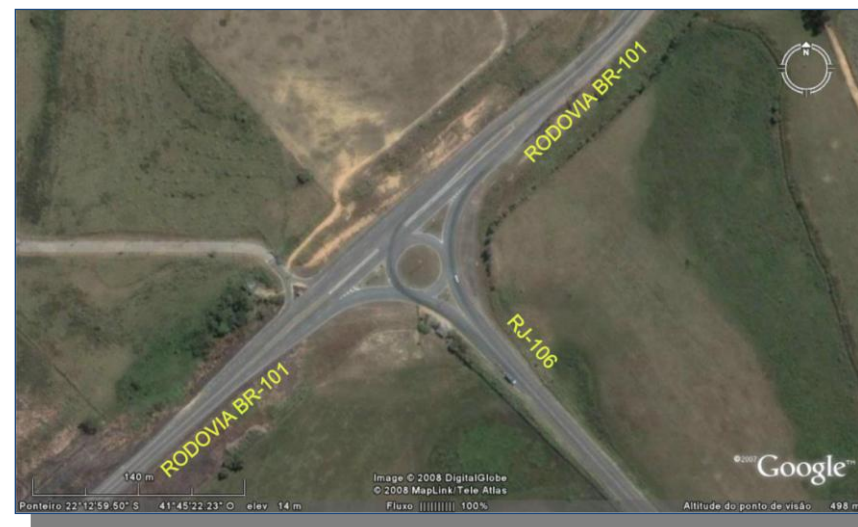 RODOVIA BR-101
N
RJ-106
RODOVIA BR-101
140 m
Image © 2008 DigitalGlobe
© 2008 MapLink/Tele Atlas
©2007 Google™
Ponteiro 22°12'59.50" S 41°45'22.23" O elev 14 m Fluxo |||||||||| 100% Altitude do ponto de visão 498 m